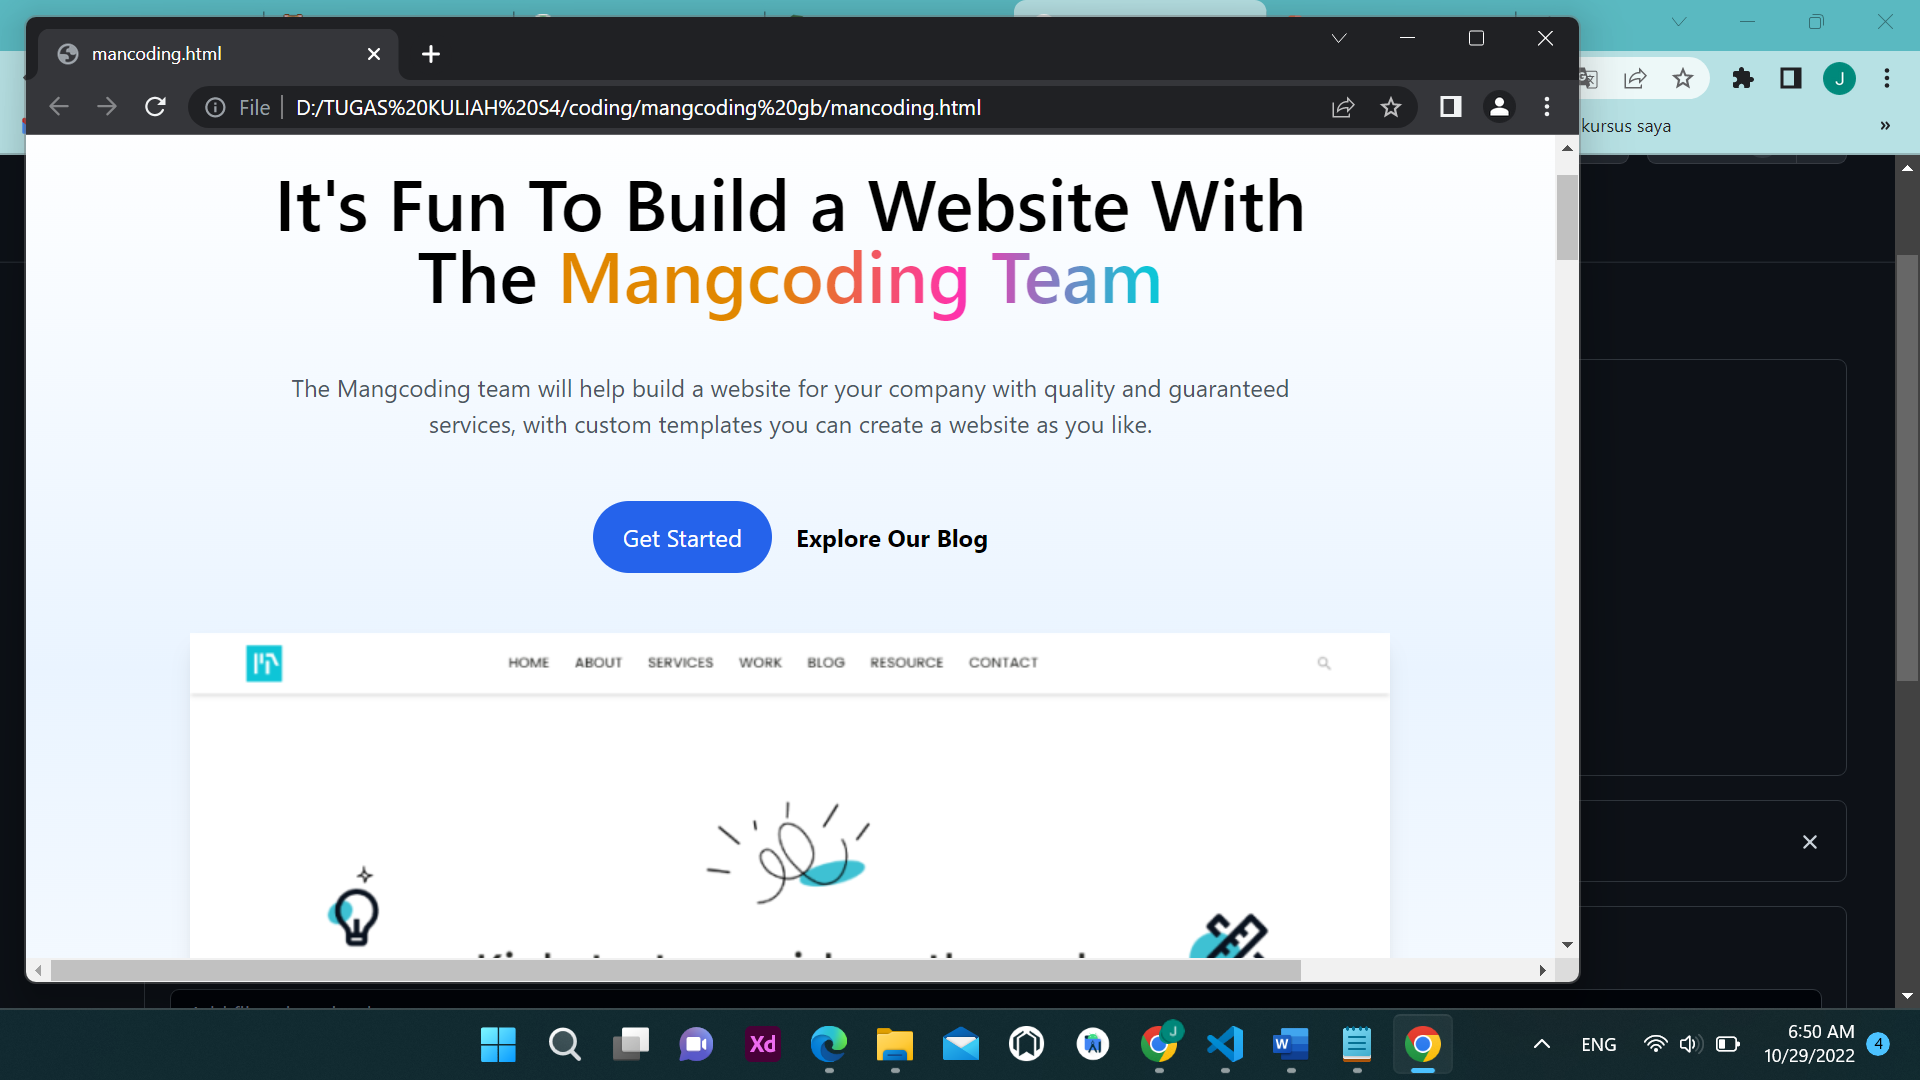 mancoding.html
File
D:/TUGAS%20KULIAH%20S4/coding/mangcoding%20gb/mancoding.html
J
kursus saya
»
It's Fun To Build a Website With
The Mangcoding Team
The Mangcoding team will help build a website for your company with quality and guaranteed
services, with custom templates you can create a website as you like.
Get Started
Explore Our Blog
HOME ABOUT SERVICES WORK BLOG RESOURCE CONTACT
Xd
J
W
ENG
6:50 AM
10/29/2022
4